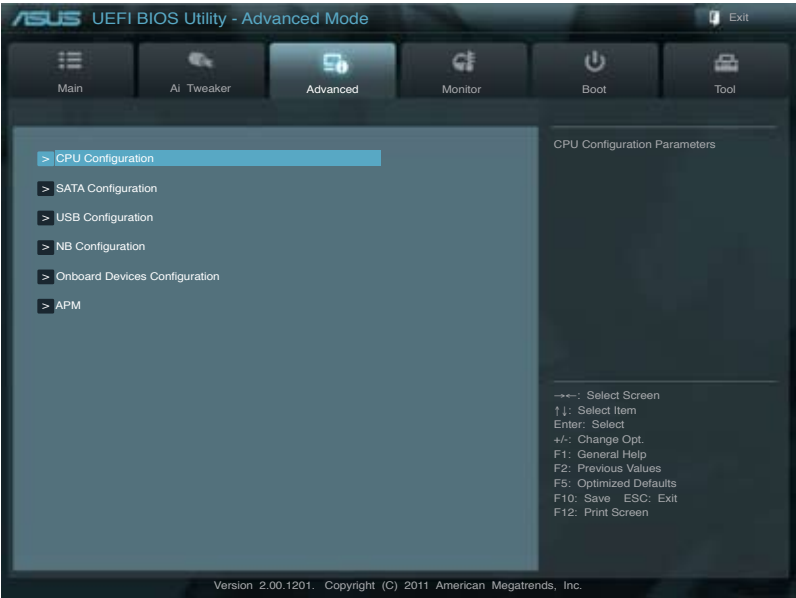 ASUS UEFI BIOS Utility - Advanced Mode
Exit
Main
Ai Tweaker
Advanced
Monitor
Boot
Tool
> CPU Configuration
> SATA Configuration
> USB Configuration
> NB Configuration
> Onboard Devices Configuration
> APM
CPU Configuration Parameters
→←: Select Screen
↑↓: Select Item
Enter: Select
+/-: Change Opt.
F1: General Help
F2: Previous Values
F5: Optimized Defaults
F10: Save ESC: Exit
F12: Print Screen
Version 2.00.1201. Copyright (C) 2011 American Megatrends, Inc.